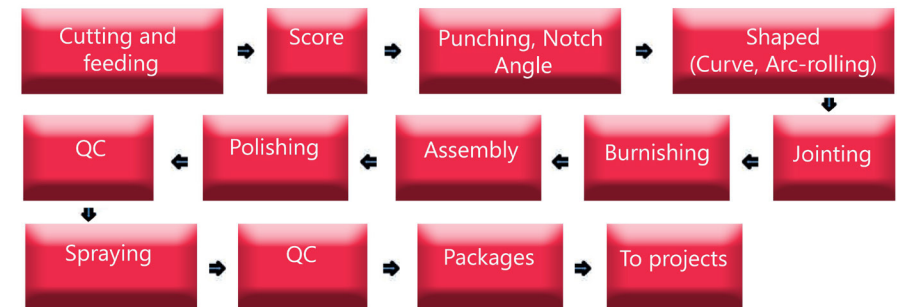 Cutting and
feeding
Score
Punching, Notch
Angle
Shaped
(Curve, Arc-rolling)
Jointing
Burnishing
Assembly
Polishing
QC
Spraying
QC
Packages
To projects